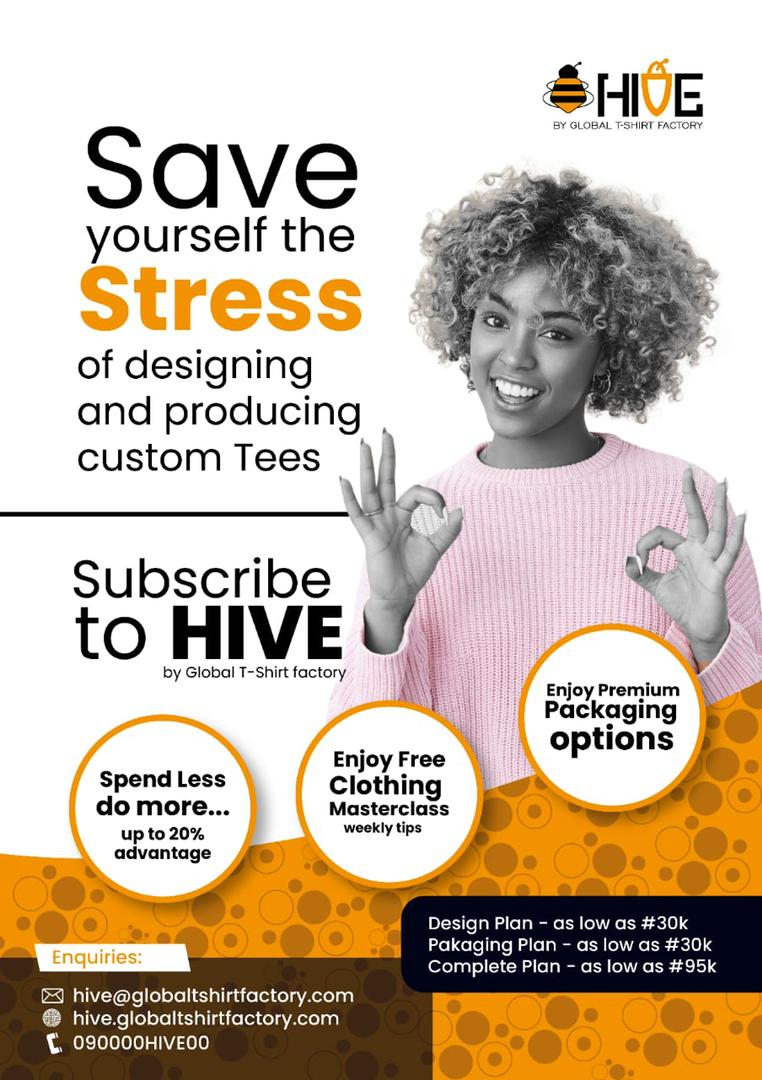 HIVE
BY GLOBAL T-SHIRT FACTORY
Save
yourself the
Stress
of designing
and producing
custom Tees
Subscribe
to HIVE
by Global T-Shirt factory
Spend Less
do more...
up to 20%
advantage
Enjoy Free
Clothing
Masterclass
weekly tips
Enjoy Premium
Packaging
options
Design Plan - as low as #30k
Pakaging Plan - as low as #30k
Complete Plan - as low as #95k
Enquiries:
hive@globaltshirtfactory.com
hive.globaltshirtfactory.com
090000HIVE00